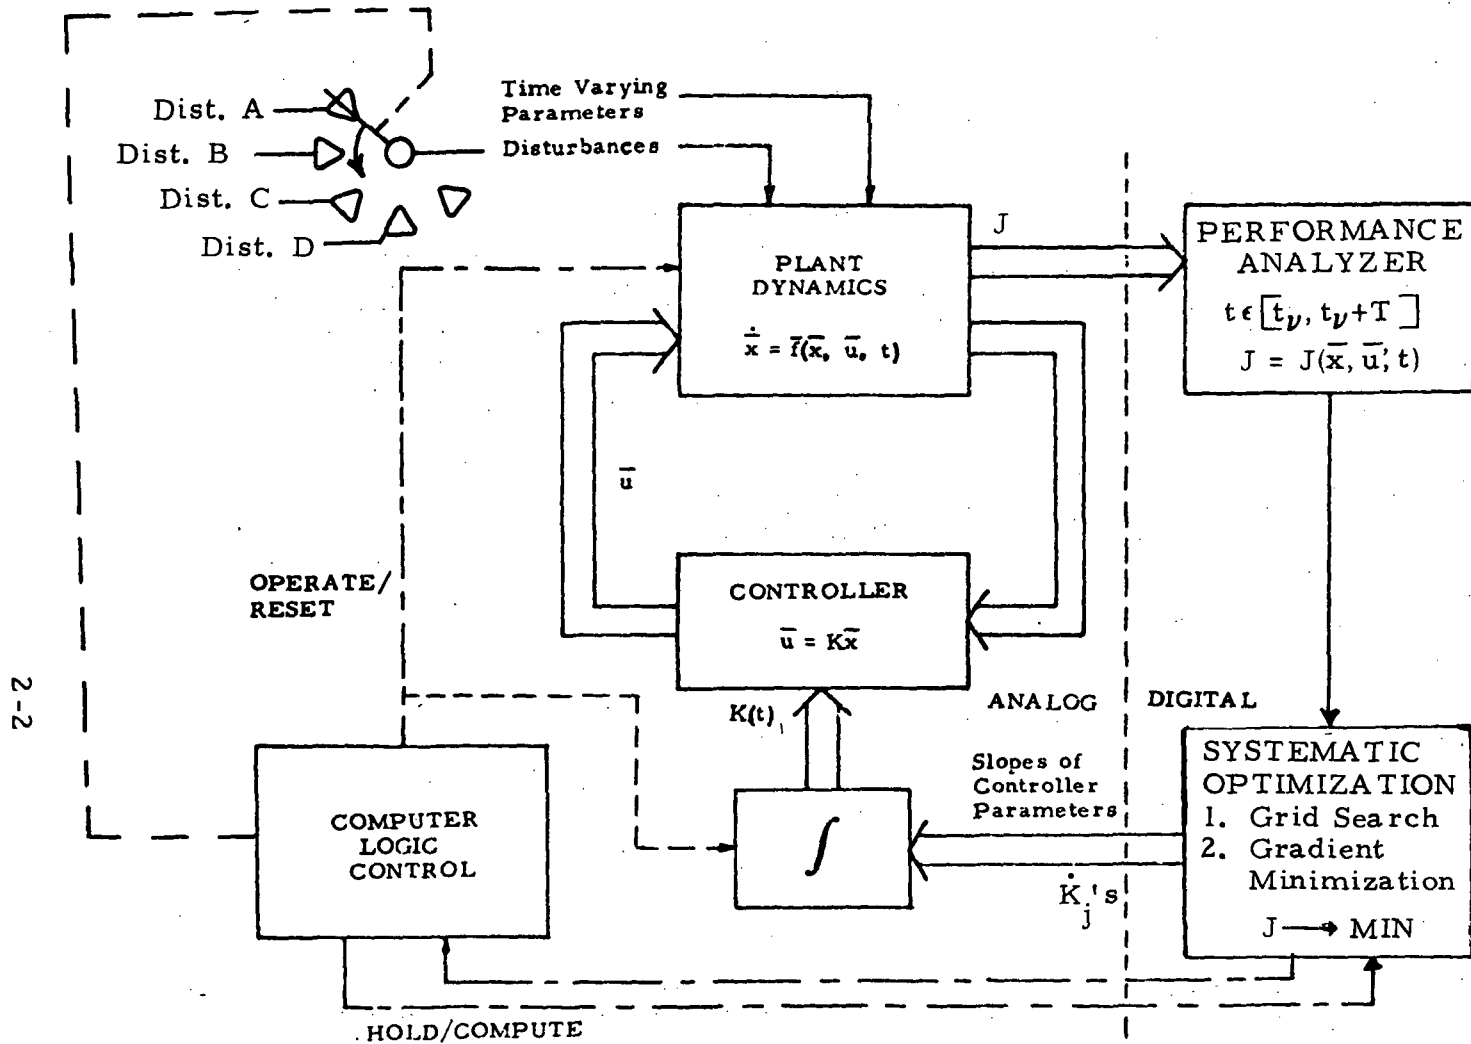 Dist. A
Dist. B
Dist. C
Dist. D
Time Varying
Parameters
Disturbances
J
PLANT
DYNAMICS
ẋ̄ = f̄(x̄, ū, t)
PERFORMANCE
ANALYZER
t ϵ [t_ν, t_ν+T]
J = J(x̄, ū, t)
ū
OPERATE/
RESET
CONTROLLER
ū = Kx̄
K(t)
ANALOG
DIGITAL
2-2
COMPUTER
LOGIC
CONTROL
∫
Slopes of
Controller
Parameters
K̇_j's
SYSTEMATIC
OPTIMIZATION
1. Grid Search
2. Gradient
Minimization
J → MIN
HOLD/COMPUTE